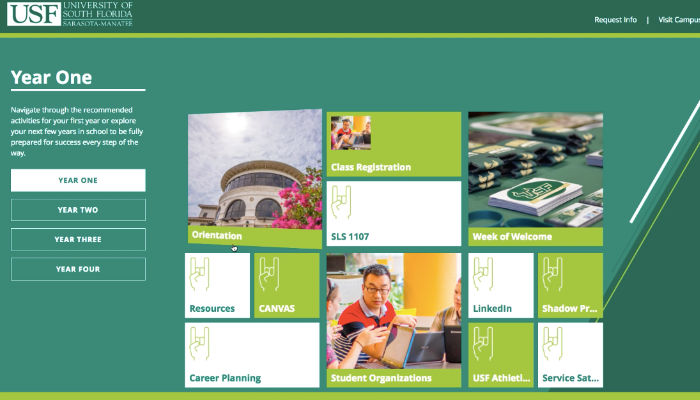 USF
UNIVERSITY OF
SOUTH FLORIDA
SARASOTA-MANATEE
Request Info | Visit Campus
Year One
Navigate through the recommended
activities for your first year or explore
your next few years in school to be fully
prepared for success every step of the
way.
YEAR ONE
YEAR TWO
YEAR THREE
YEAR FOUR
Orientation
Class Registration
SLS 1107
Week of Welcome
USF
Resources
CANVAS
Career Planning
Student Organizations
LinkedIn
Shadow Pr...
USF Athleti...
Service Sat...